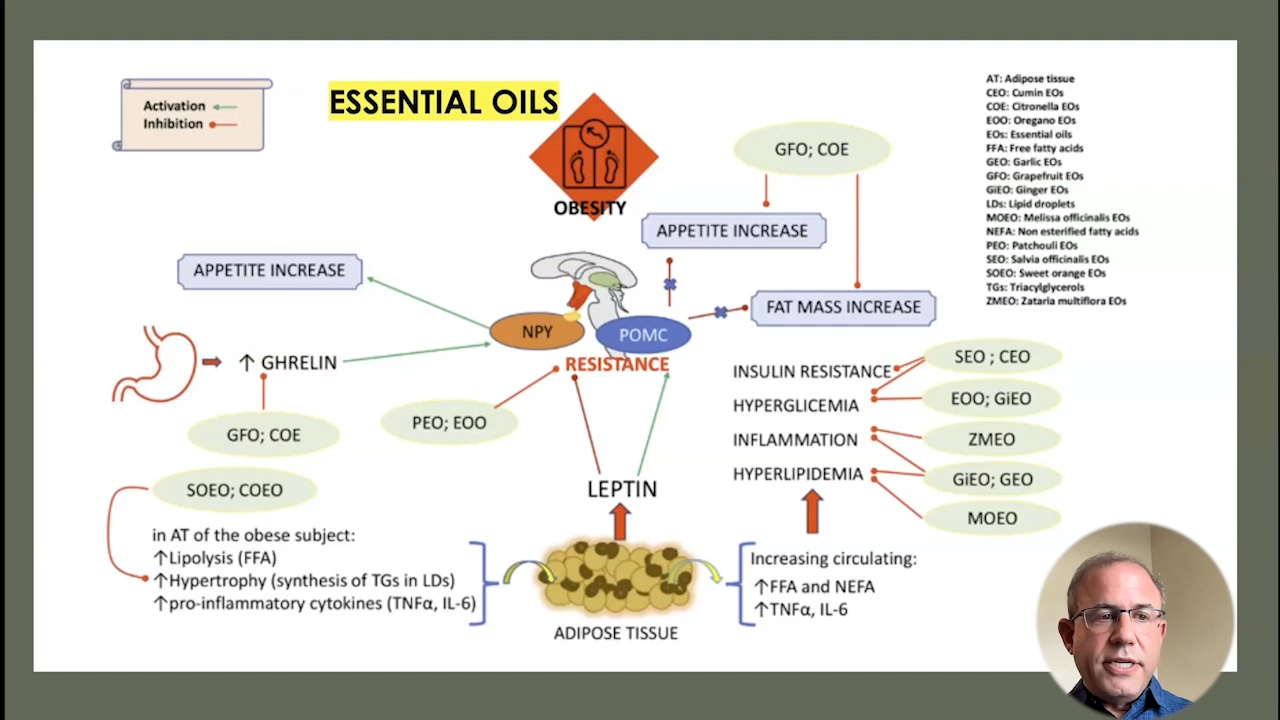 Activation
Inhibition
ESSENTIAL OILS
OBESITY
GFO; COE
APPETITE INCREASE
APPETITE INCREASE
FAT MASS INCREASE
NPY
POMC
RESISTANCE
↑ GHRELIN
GFO; COE
PEO; EOO
SOEO; COEO
LEPTIN
in AT of the obese subject:
↑Lipolysis (FFA)
↑Hypertrophy (synthesis of TGs in LDs)
↑pro-inflammatory cytokines (TNFα, IL-6)
ADIPOSE TISSUE
Increasing circulating:
↑FFA and NEFA
↑TNFα, IL-6
INSULIN RESISTANCE
HYPERGLICEMIA
INFLAMMATION
HYPERLIPIDEMIA
SEO ; CEO
EOO; GiEO
ZMEO
GiEO; GEO
MOEO
AT: Adipose tissue
CEO: Cumin EOs
COE: Citronella EOs
EOO: Oregano EOs
EOs: Essential oils
FFA: Free fatty acids
GEO: Garlic EOs
GFO: Grapefruit EOs
GiEO: Ginger EOs
LDs: Lipid droplets
MOEO: Melissa officinalis EOs
NEFA: Non esterified fatty acids
PEO: Patchouli EOs
SEO: Salvia officinalis EOs
SOEO: Sweet orange EOs
TGs: Triacylglycerols
ZMEO: Zataria multiflora EOs